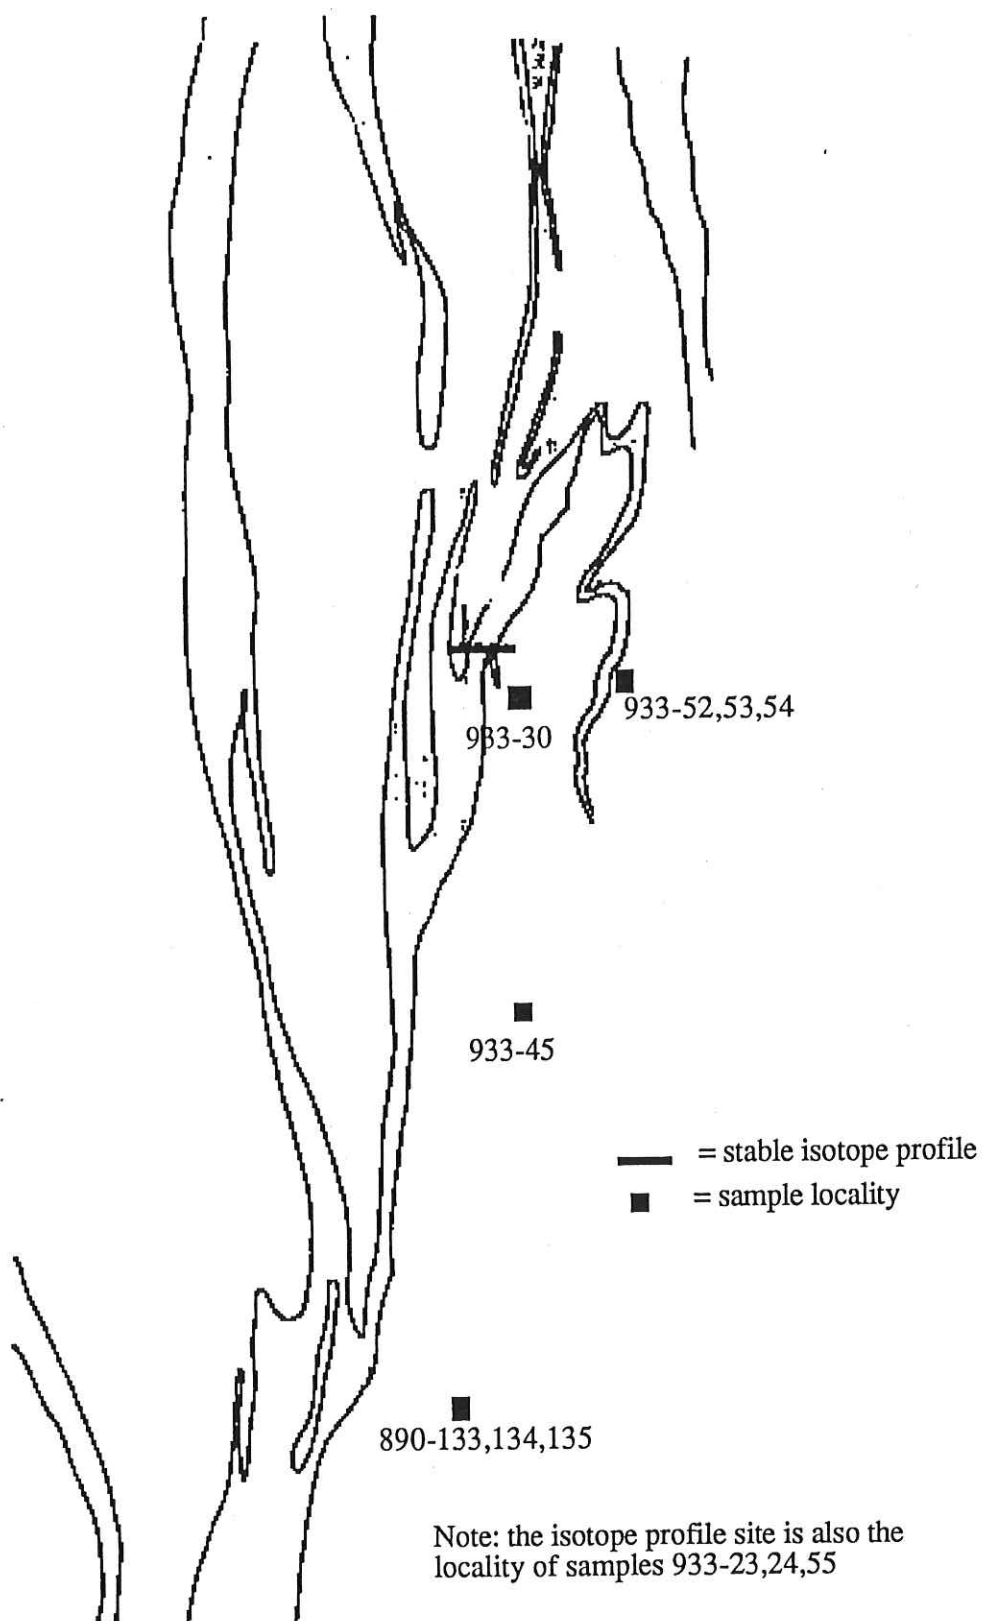 933-52,53,54
933-30
933-45
= stable isotope profile
= sample locality
890-133,134,135
Note: the isotope profile site is also the
locality of samples 933-23,24,55